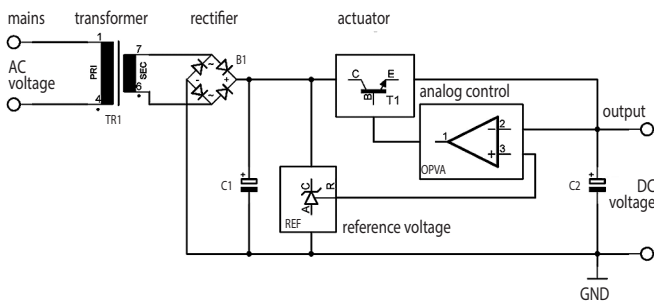 mains
transformer
rectifier
actuator
1
7
B1
C
E
B
T1
AC
voltage
PRI
SEC
4
8
TR1
~
-
+
~
analog control
output
1
2
-
3
+
OPVA
+
C1
C
R
A
REF
reference voltage
+
C2
DC
voltage
GND